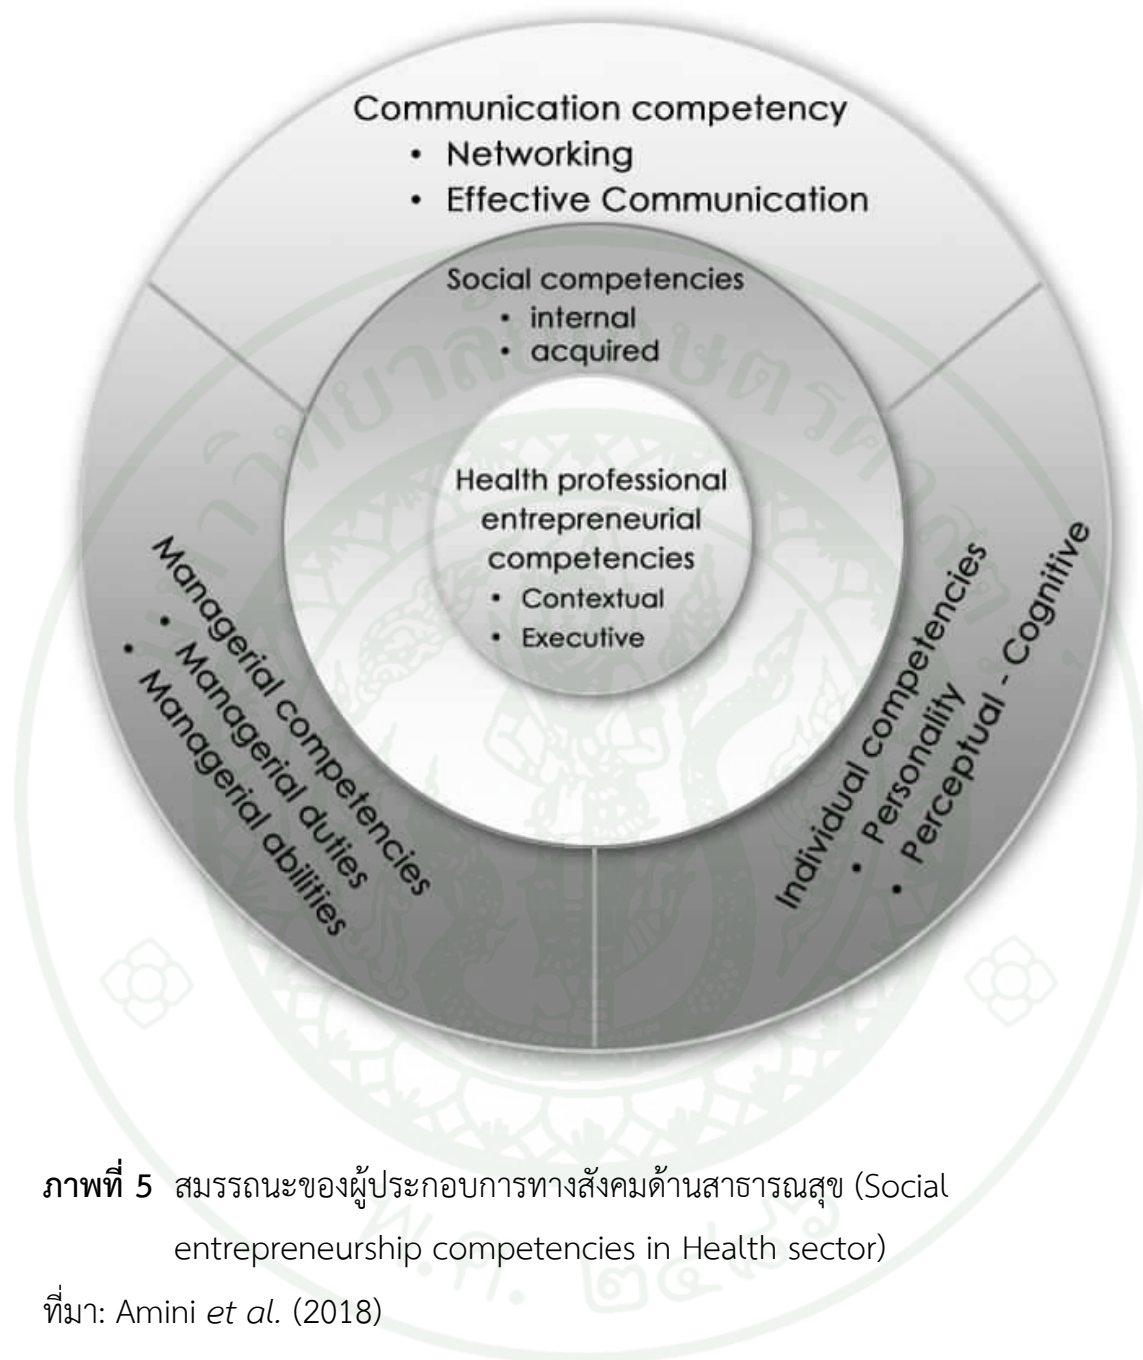 Communication competency
• Networking
• Effective Communication
Social competencies
• internal
• acquired
Health professional
entrepreneurial
competencies
• Contextual
• Executive
Managerial competencies
• Managerial duties
• Managerial abilities
Individual competencies
• Personality
• Perceptual - Cognitive
ภาพที่ 5 สมรรถนะของผู้ประกอบการทางสังคมด้านสาธารณสุข (Social
entrepreneurship competencies in Health sector)
ที่มา: Amini et al. (2018)